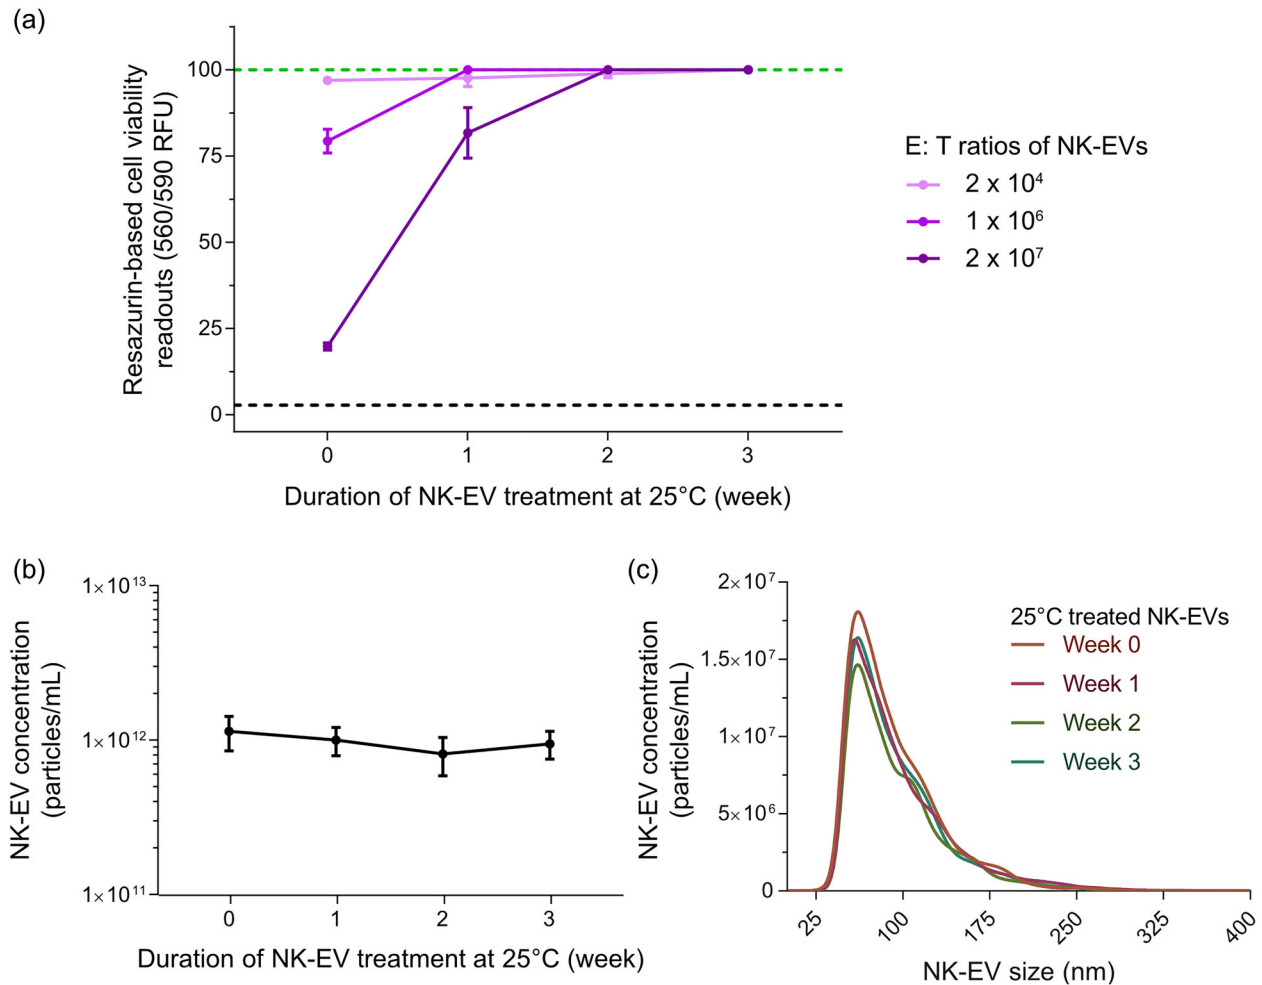 (a)
Resazurin-based cell viability
readouts (560/590 RFU)
100
75
50
25
0
0 1 2 3
Duration of NK-EV treatment at 25°C (week)
E: T ratios of NK-EVs
2 x 10⁴
1 x 10⁶
2 x 10⁷
(b)
NK-EV concentration
(particles/mL)
1×10¹³
1×10¹²
1×10¹¹
0 1 2 3
Duration of NK-EV treatment at 25°C (week)
(c)
NK-EV concentration
(particles/mL)
2×10⁷
1.5×10⁷
1×10⁷
5×10⁶
0
25 100 175 250 325 400
NK-EV size (nm)
25°C treated NK-EVs
Week 0
Week 1
Week 2
Week 3